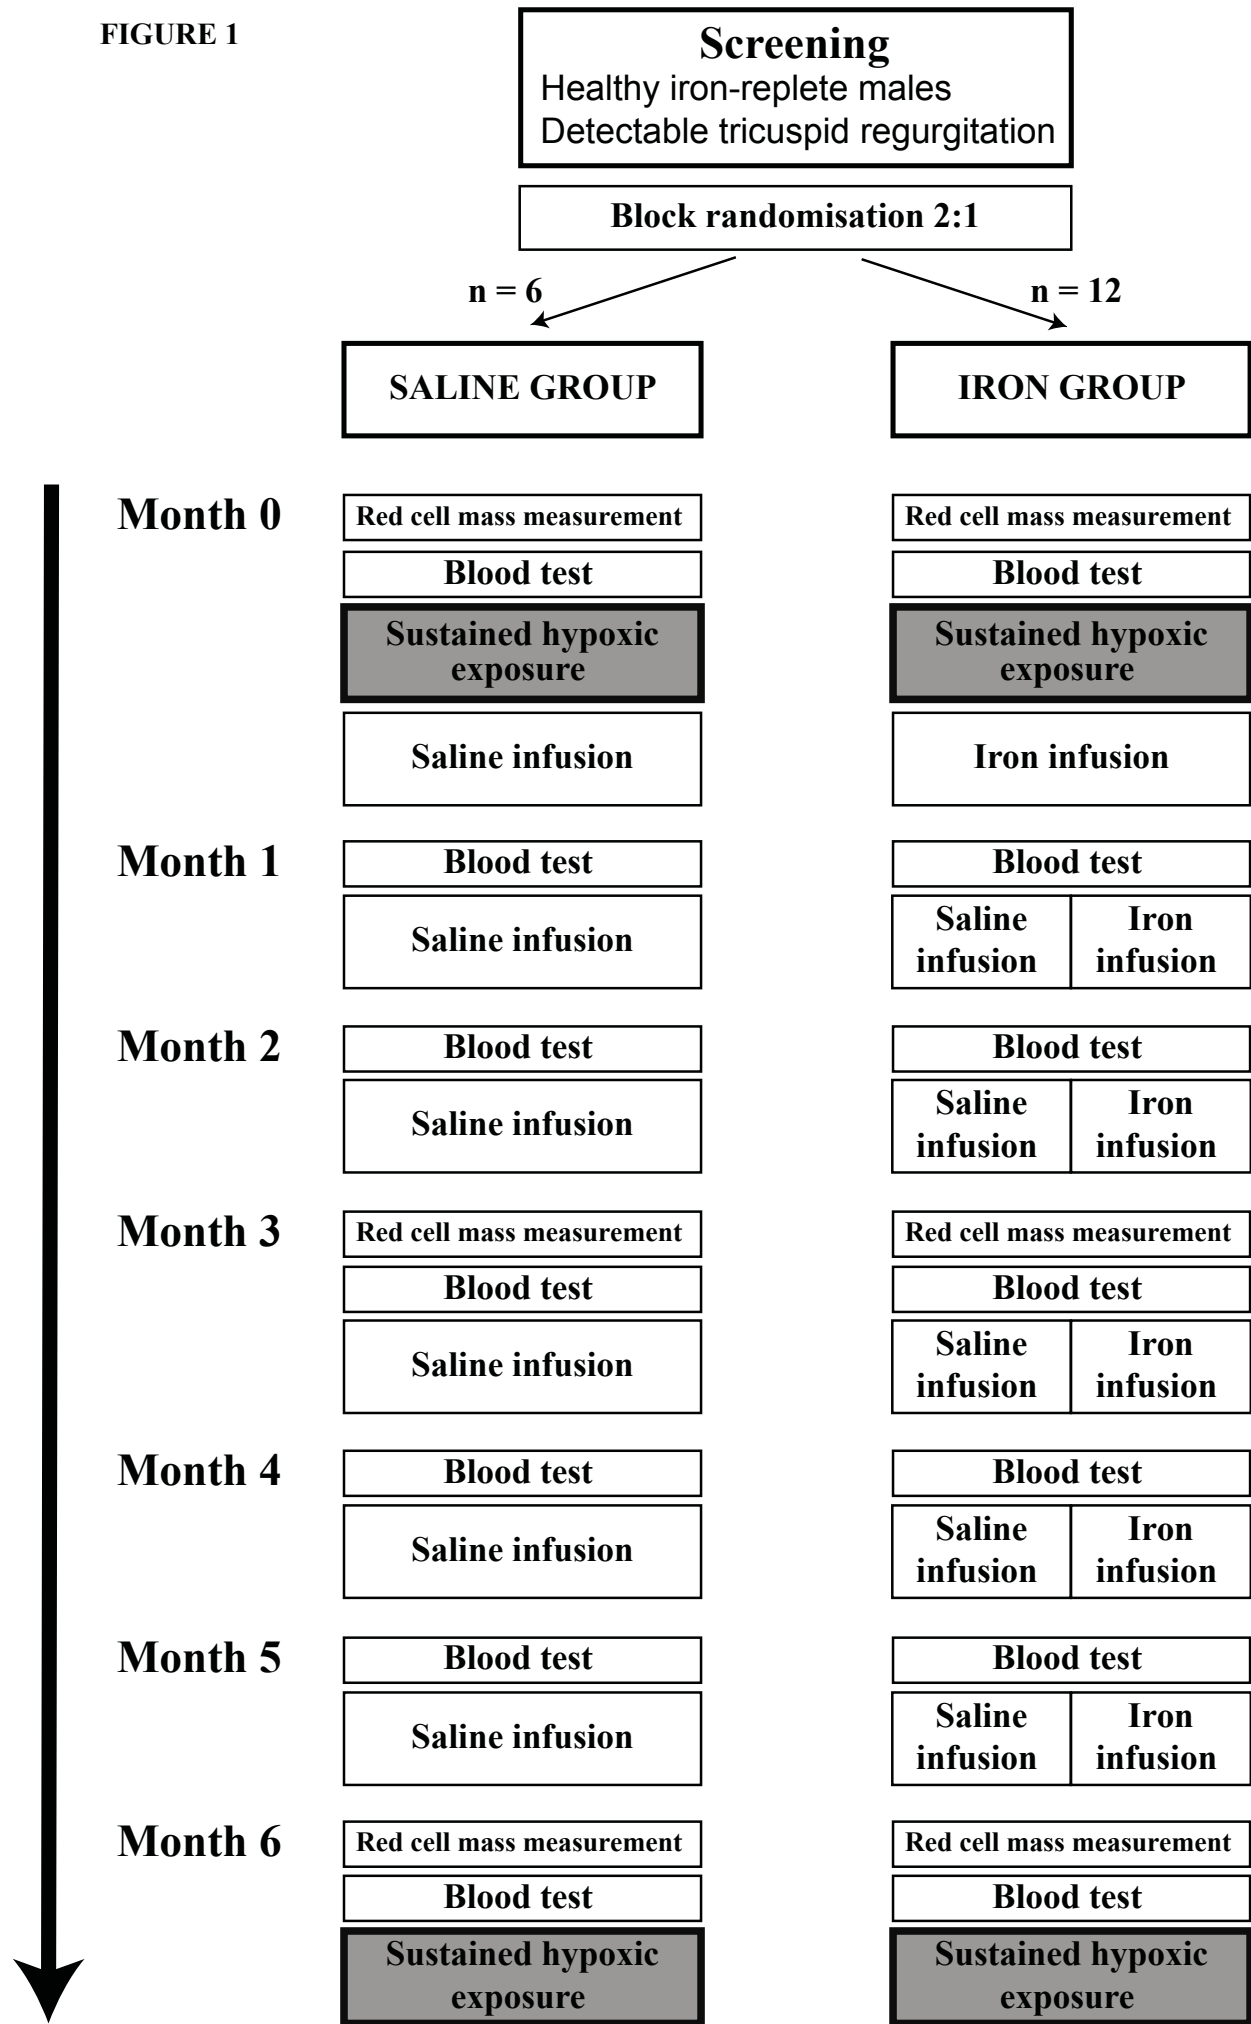 FIGURE 1
Screening
Healthy iron-replete males
Detectable tricuspid regurgitation
Block randomisation 2:1
n = 6
n = 12
SALINE GROUP
IRON GROUP
Month 0
Red cell mass measurement
Red cell mass measurement
Blood test
Blood test
Sustained hypoxic
exposure
Sustained hypoxic
exposure
Saline infusion
Iron infusion
Month 1
Blood test
Blood test
Saline infusion
Saline
infusion
Iron
infusion
Month 2
Blood test
Blood test
Saline infusion
Saline
infusion
Iron
infusion
Month 3
Red cell mass measurement
Red cell mass measurement
Blood test
Blood test
Saline infusion
Saline
infusion
Iron
infusion
Month 4
Blood test
Blood test
Saline infusion
Saline
infusion
Iron
infusion
Month 5
Blood test
Blood test
Saline infusion
Saline
infusion
Iron
infusion
Month 6
Red cell mass measurement
Red cell mass measurement
Blood test
Blood test
Sustained hypoxic
exposure
Sustained hypoxic
exposure